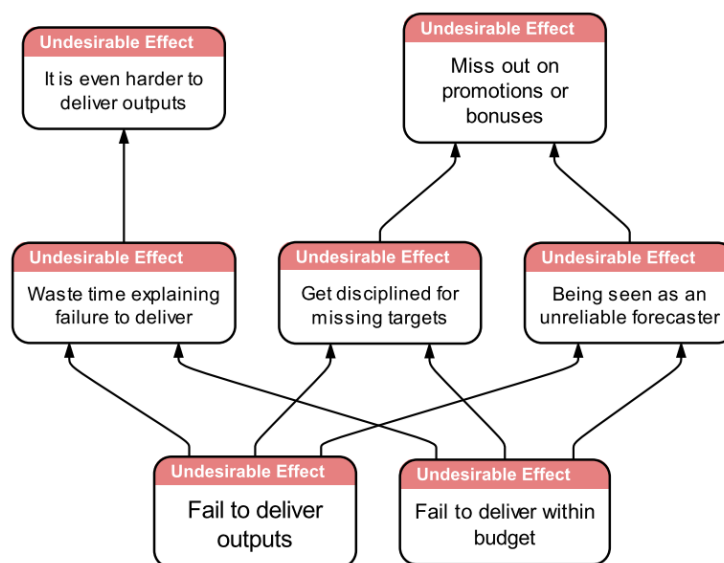 Undesirable Effect
It is even harder to
deliver outputs
Undesirable Effect
Miss out on
promotions or
bonuses
Undesirable Effect
Waste time explaining
failure to deliver
Undesirable Effect
Get disciplined for
missing targets
Undesirable Effect
Being seen as an
unreliable forecaster
Undesirable Effect
Fail to deliver
outputs
Undesirable Effect
Fail to deliver within
budget